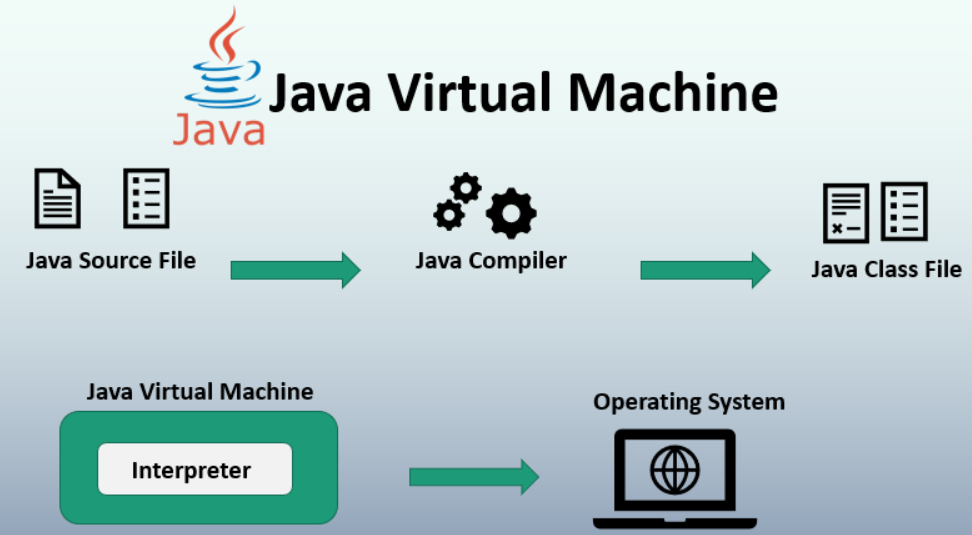 Java Virtual Machine
Java
Java Source File
Java Compiler
Java Class File
Java Virtual Machine
Operating System
Interpreter